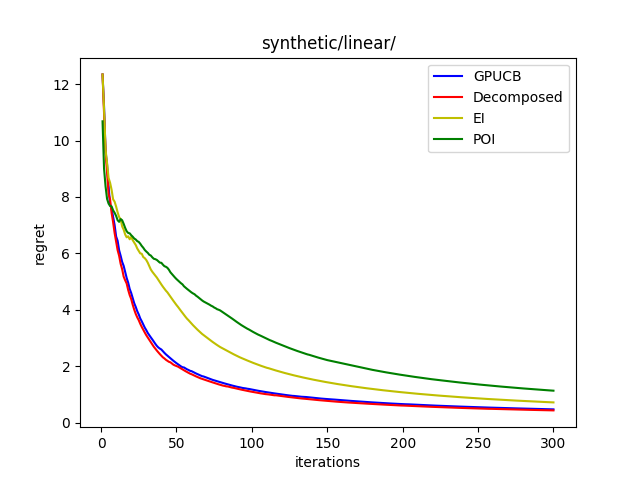 synthetic/linear/
GPUCB
Decomposed
EI
POI
regret
12
10
8
6
4
2
0
0 50 100 150 200 250 300
iterations